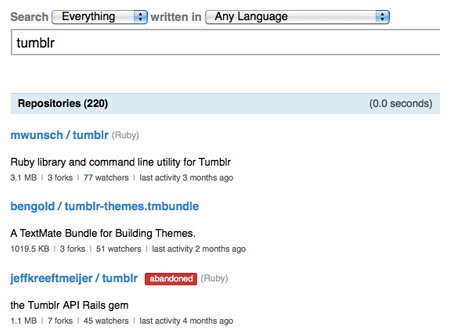 Search Everything written in Any Language
tumblr
Repositories (220) (0.0 seconds)
mwunsch / tumblr (Ruby)
Ruby library and command line utility for Tumblr
3.1 MB | 3 forks | 77 watchers | last activity 3 months ago
bengold / tumblr-themes.tmbundle
A TextMate Bundle for Building Themes.
1019.5 KB | 3 forks | 51 watchers | last activity 2 months ago
jeffkreeftmeijer / tumblr abandoned (Ruby)
the Tumblr API Rails gem
1.1 MB | 7 forks | 45 watchers | last activity 4 months ago